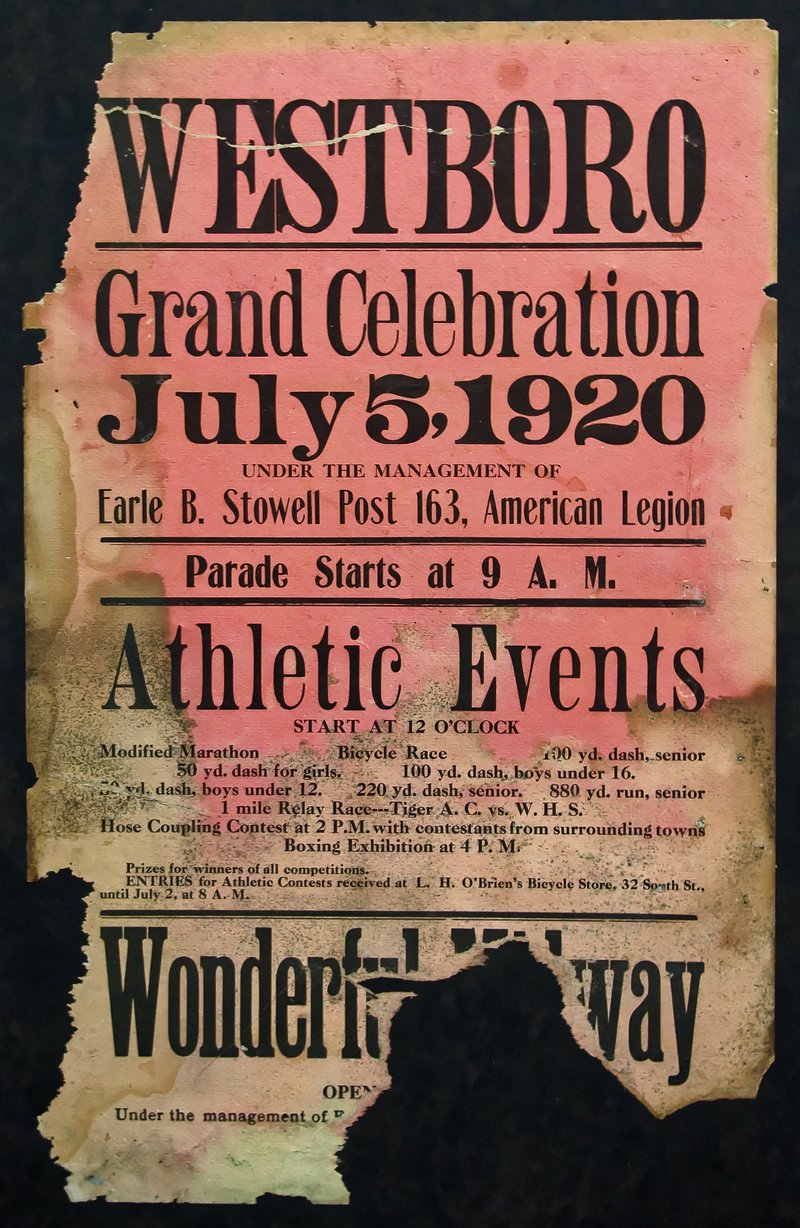 WESTBORO
Grand Celebration
July 5, 1920
UNDER THE MANAGEMENT OF
Earle B. Stowell Post 163, American Legion
Parade Starts at 9 A. M.
Athletic Events
START AT 12 O'CLOCK
Modified Marathon Bicycle Race 100 yd. dash, senior
50 yd. dash for girls. 100 yd. dash, boys under 16.
yd. dash, boys under 12. 220 yd. dash, senior. 880 yd. run, senior
1 mile Relay Race---Tiger A. C. vs. W. H. S.
Hose Coupling Contest at 2 P.M. with contestants from surrounding towns
Boxing Exhibition at 4 P. M.
Prizes for winners of all competitions.
ENTRIES for Athletic Contests received at L. H. O'Brien's Bicycle Store, 32 South St.,
until July 2, at 8 A. M.
Wonderful Midway
OPEN
Under the management of